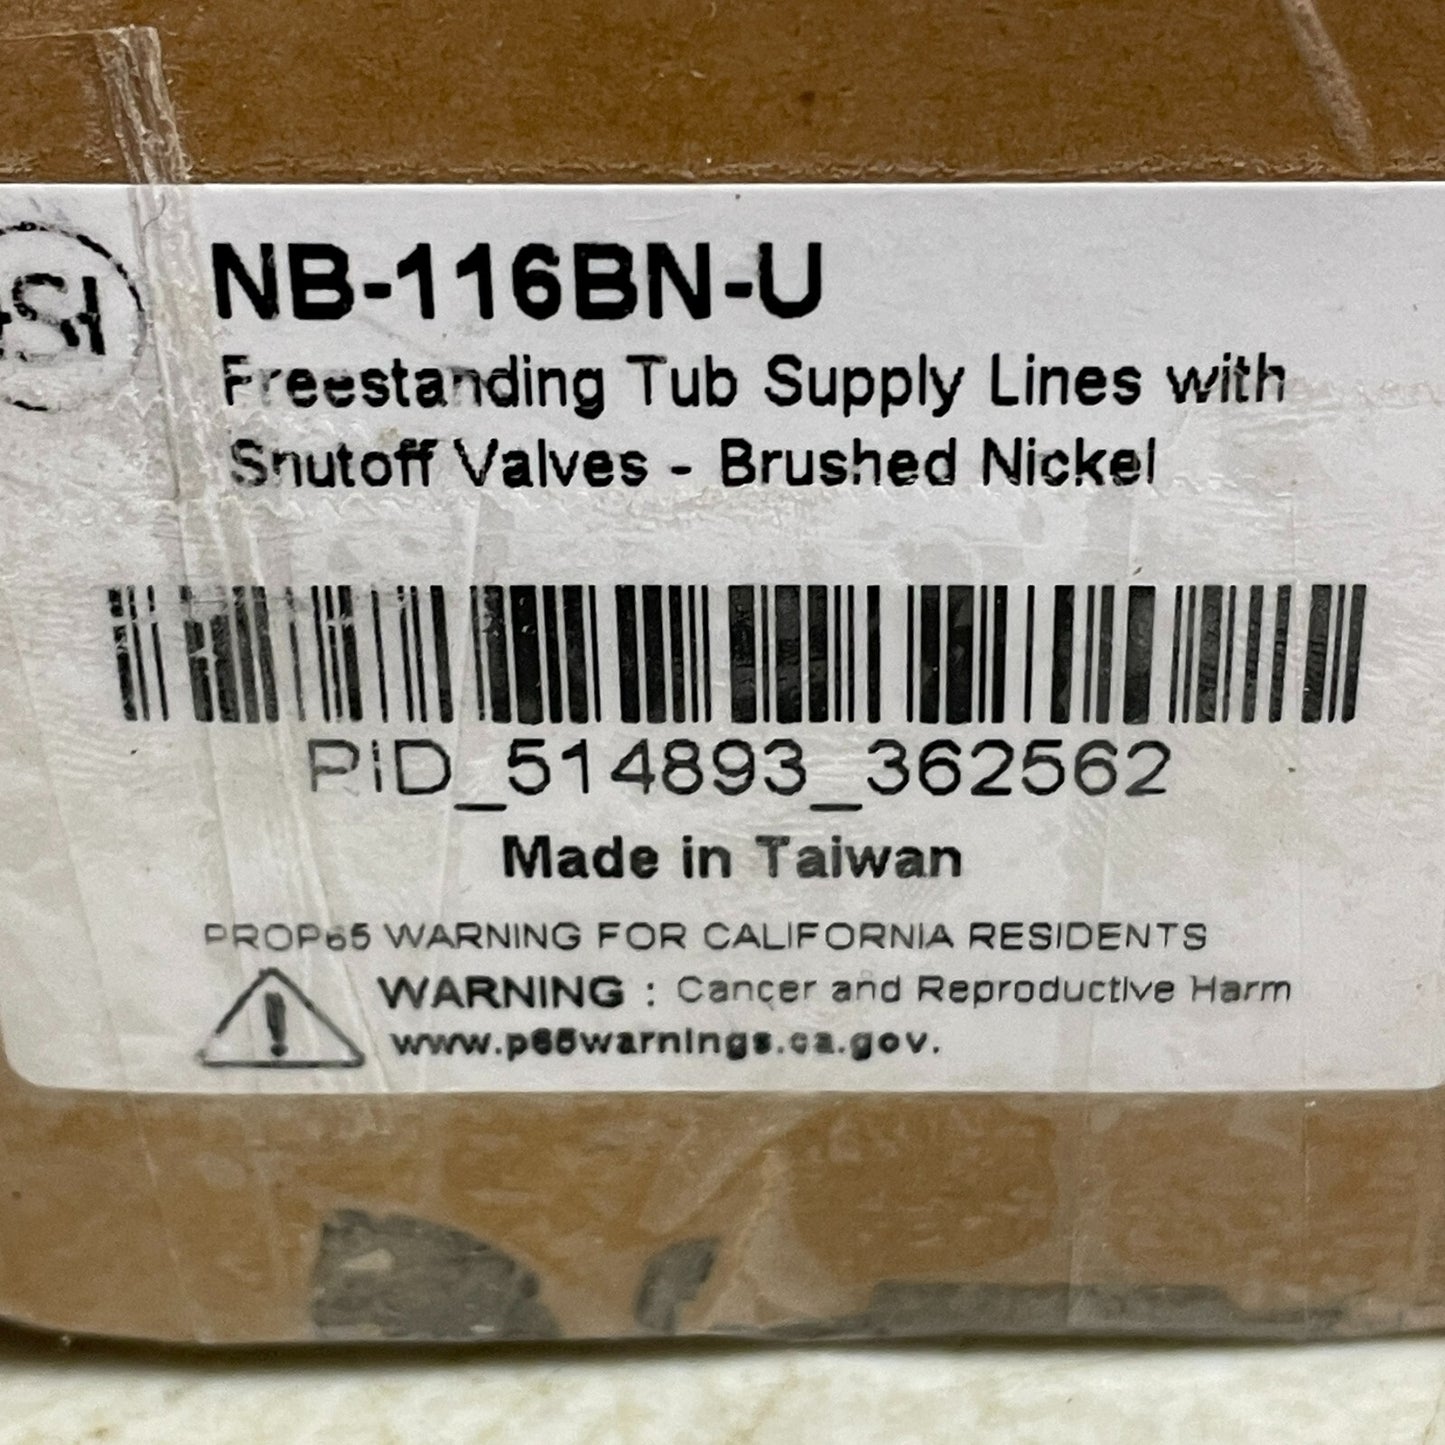 NB-116BN-U
Freestanding Tub Supply Lines with
Shutoff Valves - Brushed Nickel
PID_514893_362562
Made in Taiwan
PROP65 WARNING FOR CALIFORNIA RESIDENTS
WARNING : Cancer and Reproductive Harm
www.p65warnings.ca.gov.